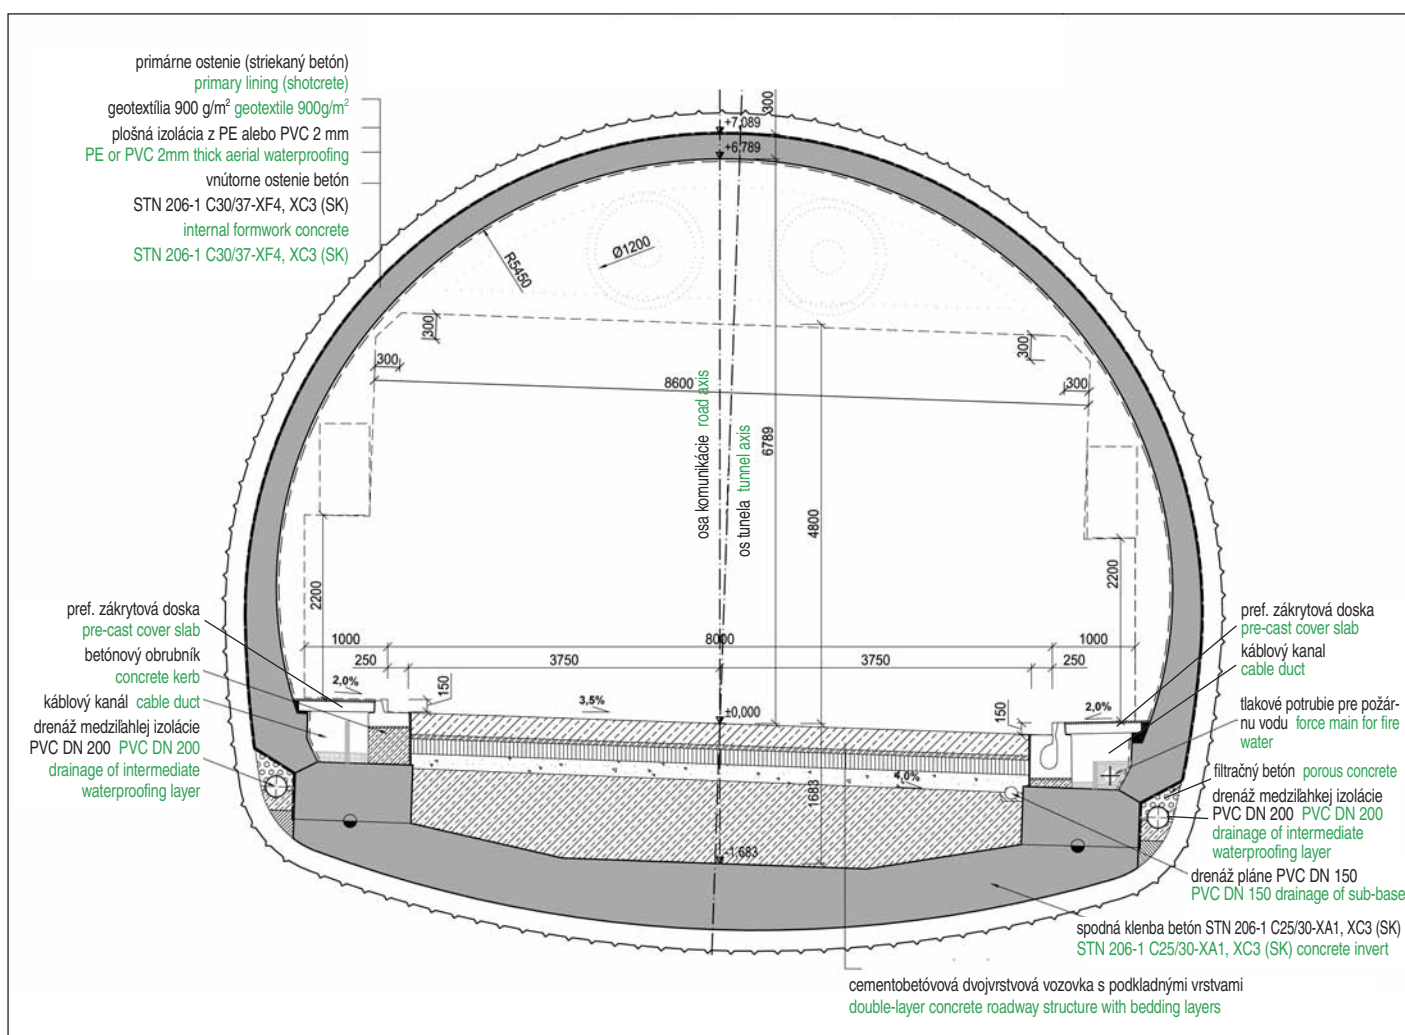 primárne ostenie (striekaný betón)
primary lining (shotcrete)
geotextília 900 g/m² geotextile 900g/m²
plošná izolácia z PE alebo PVC 2 mm
PE or PVC 2mm thick aerial waterproofing
vnútorne ostenie betón
STN 206-1 C30/37-XF4, XC3 (SK)
internal formwork concrete
STN 206-1 C30/37-XF4, XC3 (SK)
300
+7,089
+6,789
Ø1200
R5450
300
300
300
300
8600
osa komunikácie road axis
os tunela tunnel axis
6789
4800
2200
2200
1000
8000
1000
250
3750
3750
250
2,0%
150
3,5%
±0,000
150
2,0%
4,0%
1683
-1,683
pref. zákrytová doska
pre-cast cover slab
betónový obrubník
concrete kerb
káblový kanál cable duct
drenáž medziľahlej izolácie
PVC DN 200 PVC DN 200
drainage of intermediate
waterproofing layer
pref. zákrytová doska
pre-cast cover slab
káblový kanal
cable duct
tlakové potrubie pre požár-
nu vodu force main for fire
water
filtračný betón porous concrete
drenáž medziľahkej izolácie
PVC DN 200 PVC DN 200
drainage of intermediate
waterproofing layer
drenáž pláne PVC DN 150
PVC DN 150 drainage of sub-base
spodná klenba betón STN 206-1 C25/30-XA1, XC3 (SK)
STN 206-1 C25/30-XA1, XC3 (SK) concrete invert
cementobetóvová dvojvrstvová vozovka s podkladnými vrstvami
double-layer concrete roadway structure with bedding layers